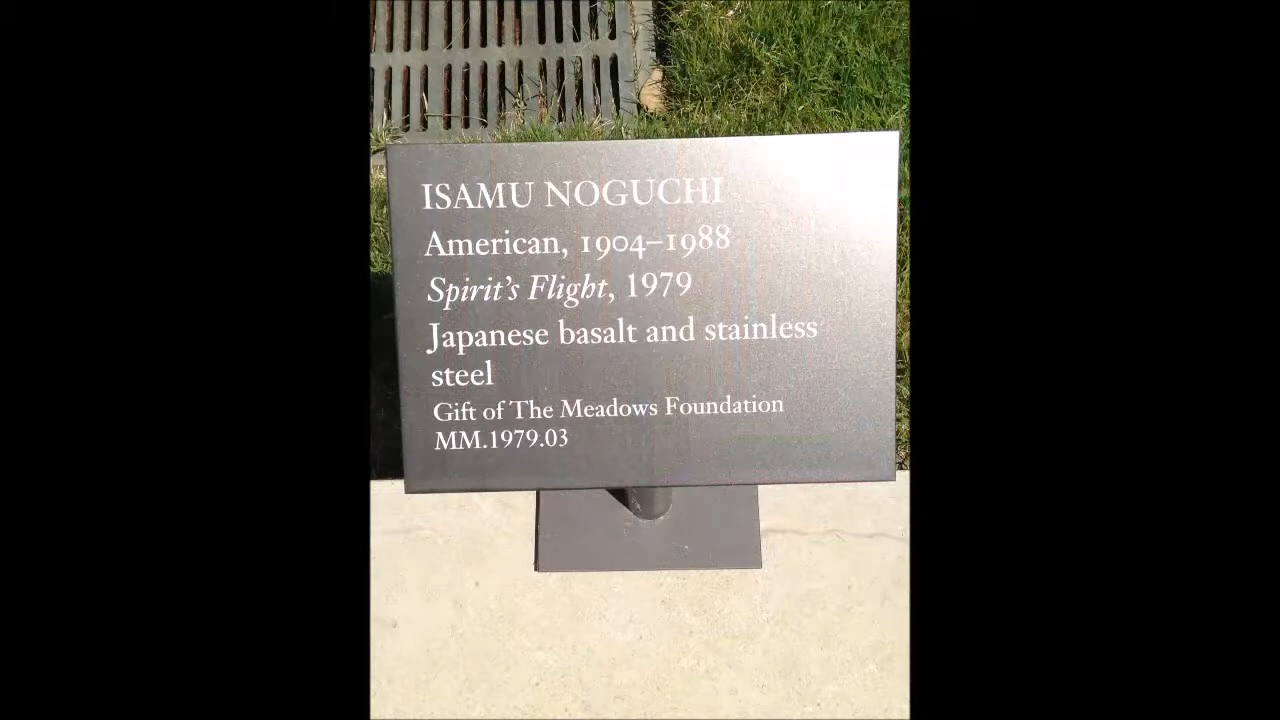 ISAMU NOGUCHI
American, 1904–1988
Spirit's Flight, 1979
Japanese basalt and stainless
steel
Gift of The Meadows Foundation
MM.1979.03